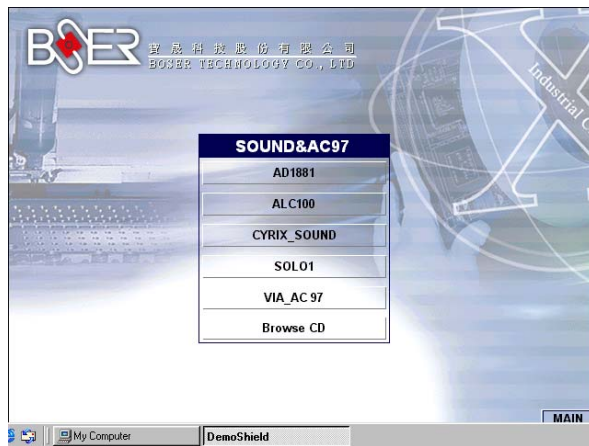 BOSER
寶晟科技股份有限公司
BOSER TECHNOLOGY CO., LTD
Industrial C
SOUND&AC97
AD1881
ALC100
CYRIX_SOUND
SOLO1
VIA_AC 97
Browse CD
MAIN
My Computer
DemoShield